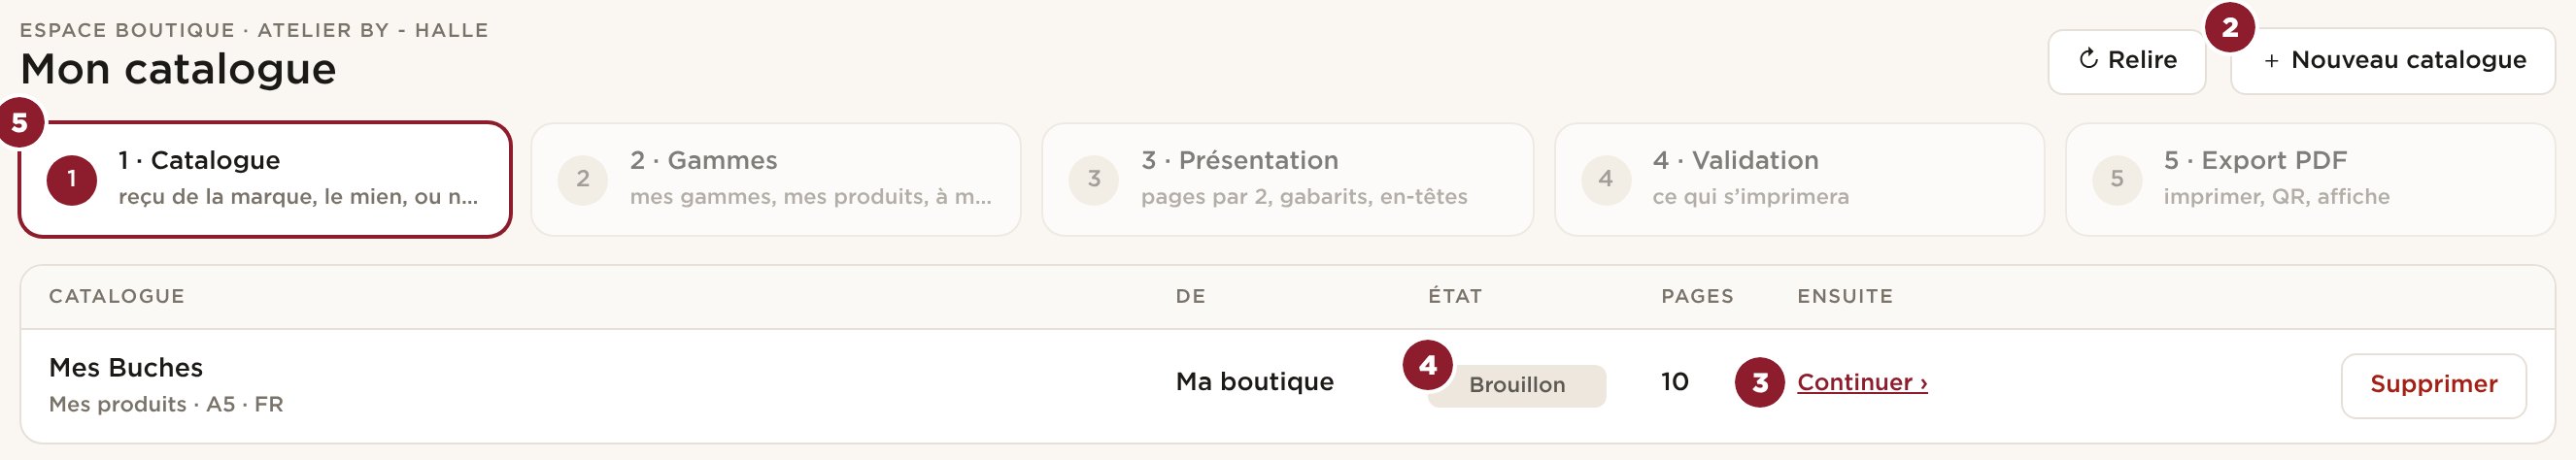 ESPACE BOUTIQUE · ATELIER BY - HALLE
Mon catalogue
↻ Relire
2
+ Nouveau catalogue
5
1
1 · Catalogue
reçu de la marque, le mien, ou n...
2
2 · Gammes
mes gammes, mes produits, à m...
3
3 · Présentation
pages par 2, gabarits, en-têtes
4
4 · Validation
ce qui s'imprimera
5
5 · Export PDF
imprimer, QR, affiche
CATALOGUE DE ÉTAT PAGES ENSUITE
Mes Buches
Mes produits · A5 · FR
Ma boutique
4
Brouillon
10
3
Continuer ›
Supprimer